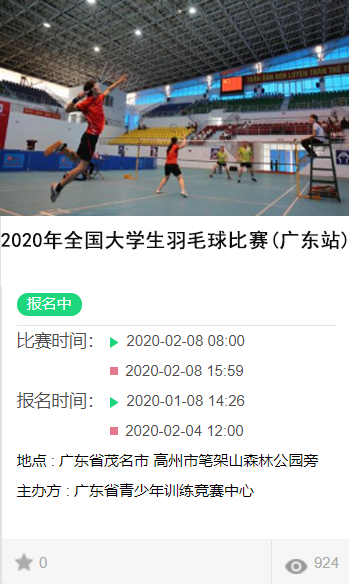 TOÀN DÂN RÈN LUYỆN THÂN THỂ
2020年全国大学生羽毛球比赛(广东站)
报名中
比赛时间： 2020-02-08 08:00
2020-02-08 15:59
报名时间： 2020-01-08 14:26
2020-02-04 12:00
地点 : 广东省茂名市 高州市笔架山森林公园旁
主办方 : 广东省青少年训练竞赛中心
0
924